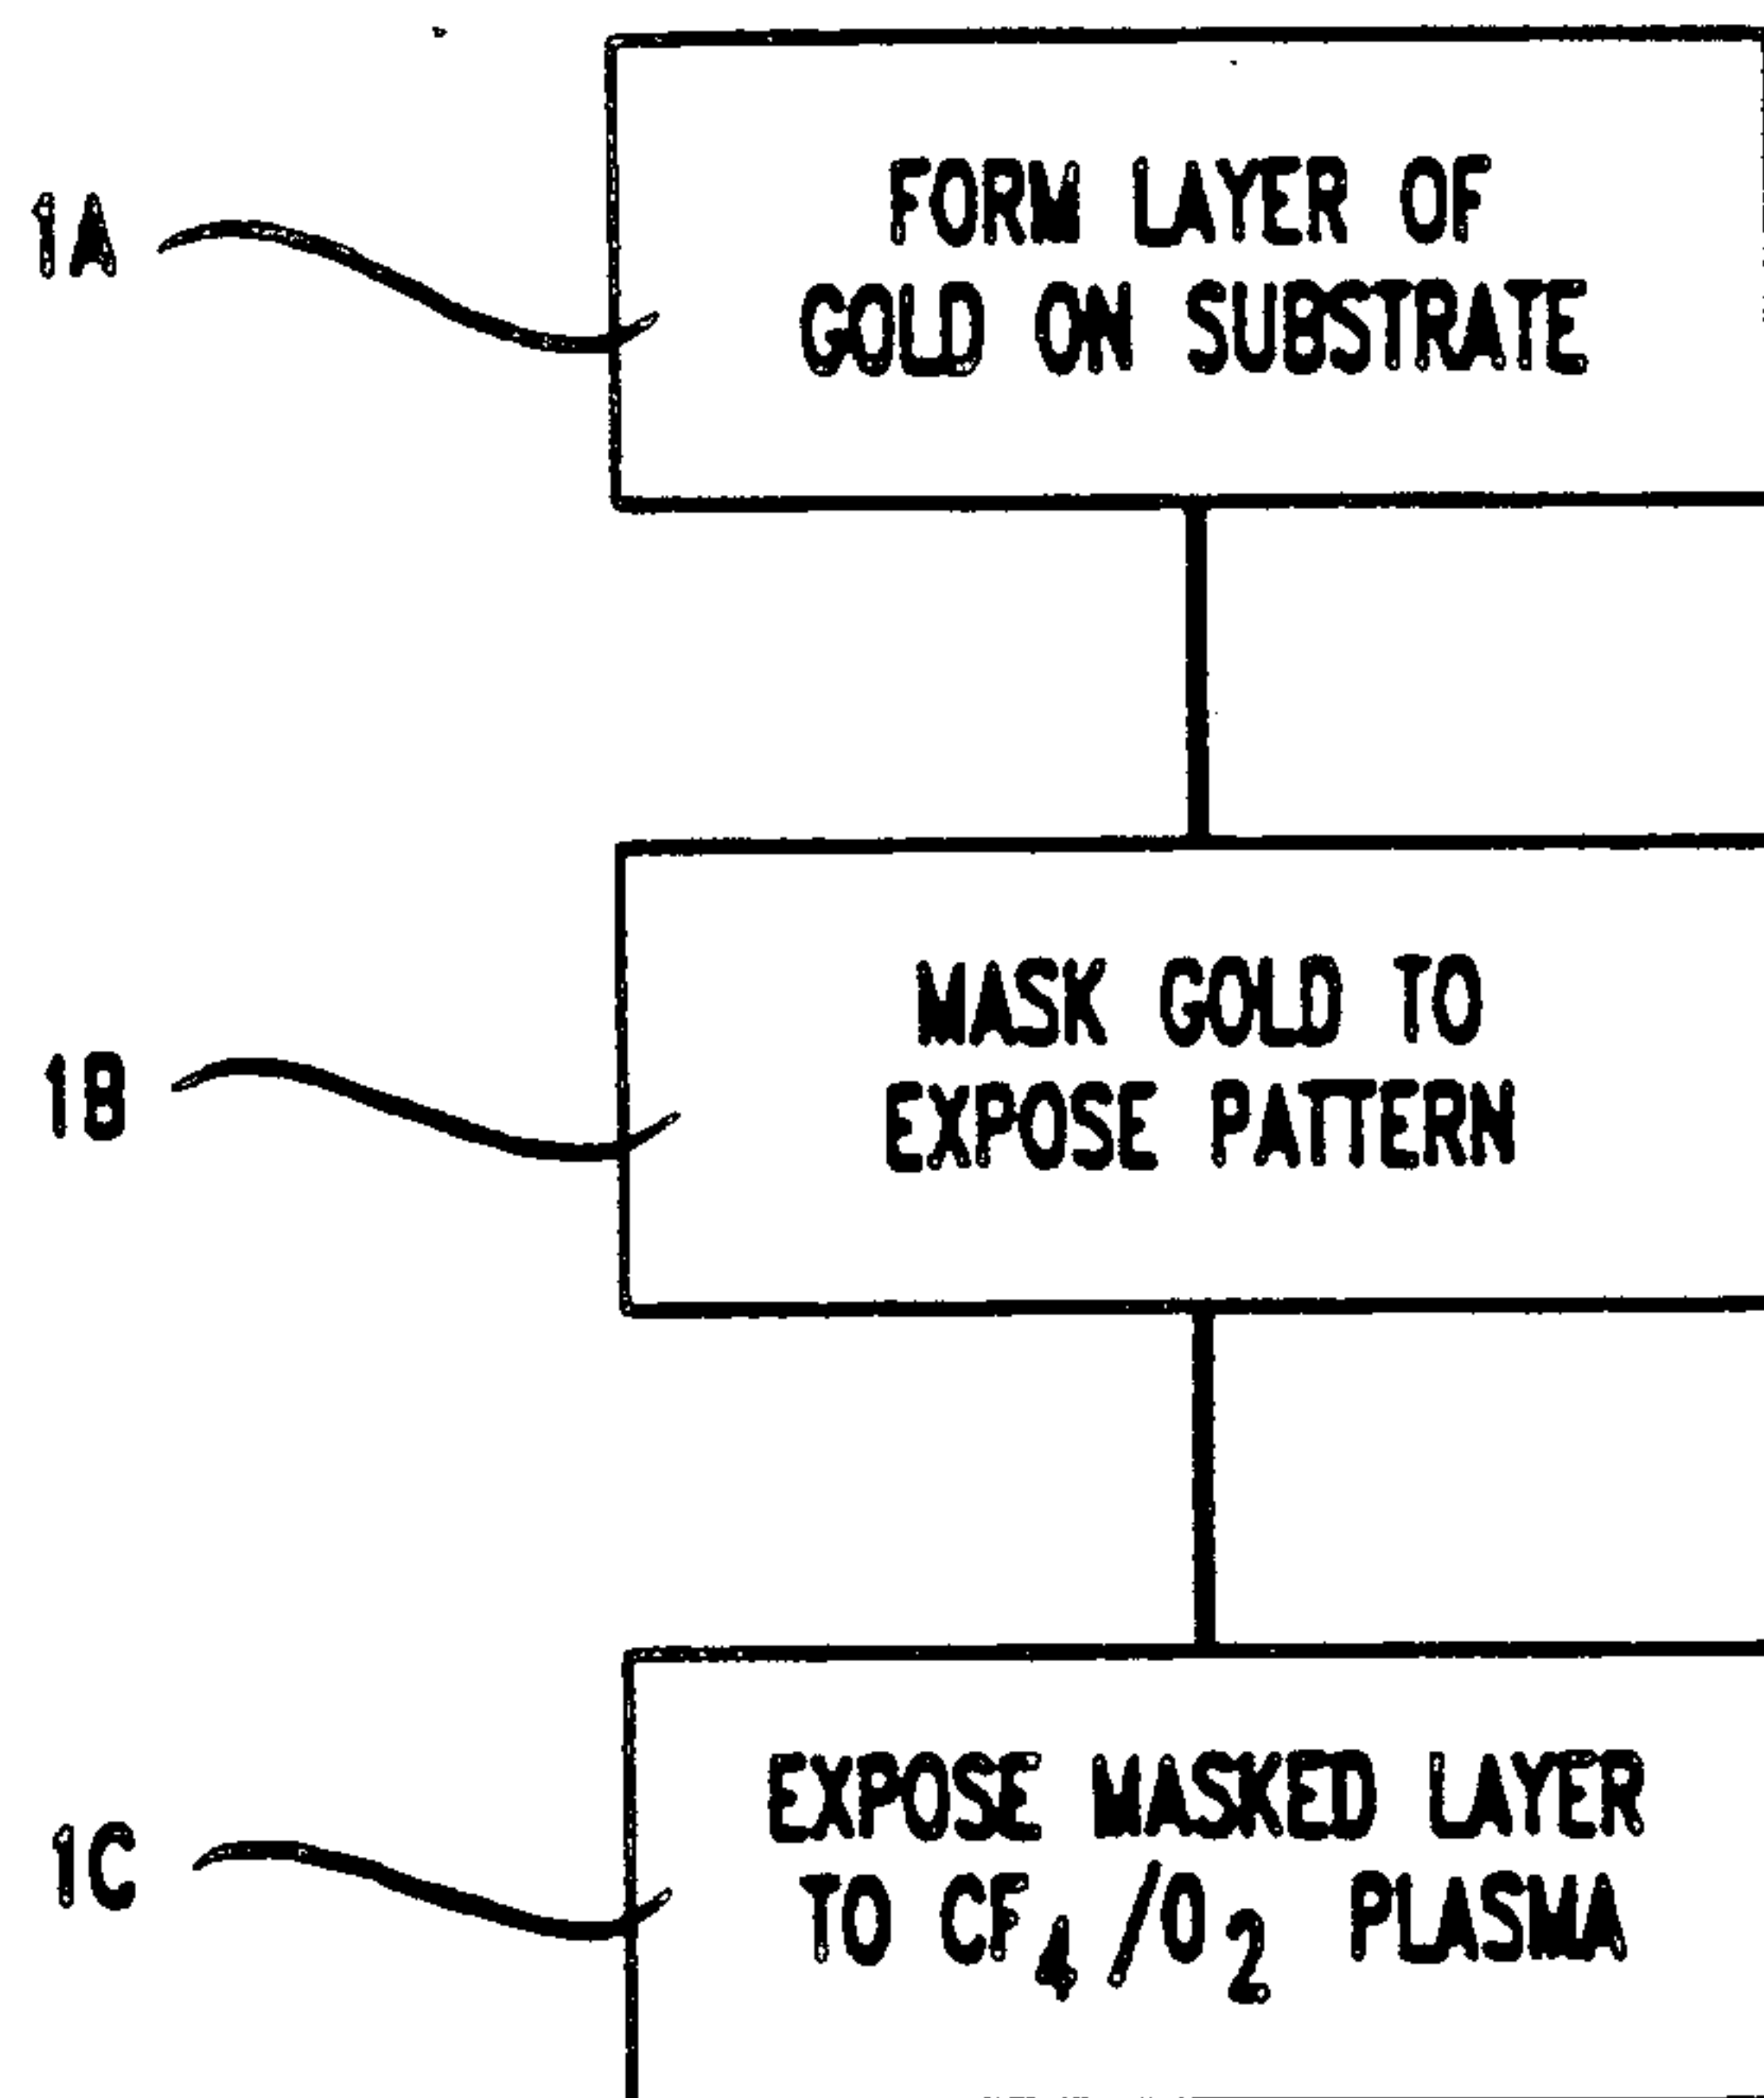 1A
FORM LAYER OF
GOLD ON SUBSTRATE
1B
MASK GOLD TO
EXPOSE PATTERN
1C
EXPOSE MASKED LAYER
TO CF₄/O₂ PLASMA